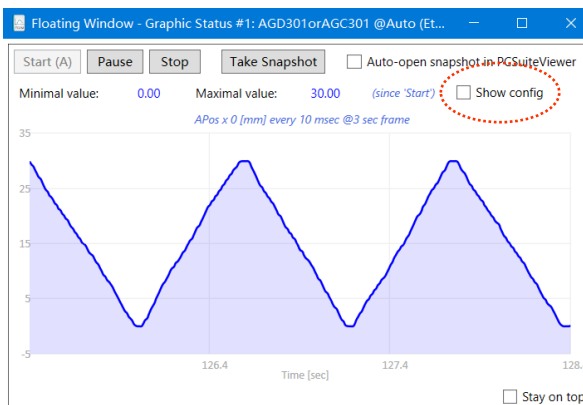 Floating Window - Graphic Status #1: AGD301orAGC301 @Auto (Et...
Start (A) Pause Stop Take Snapshot Auto-open snapshot in PCSuiteViewer
Minimal value: 0.00 Maximal value: 30.00 (since 'Start') Show config
APos x 0 [mm] every 10 msec @3 sec frame
35
25
15
5
-5
126.4 127.4 128.
Time [sec]
Stay on top